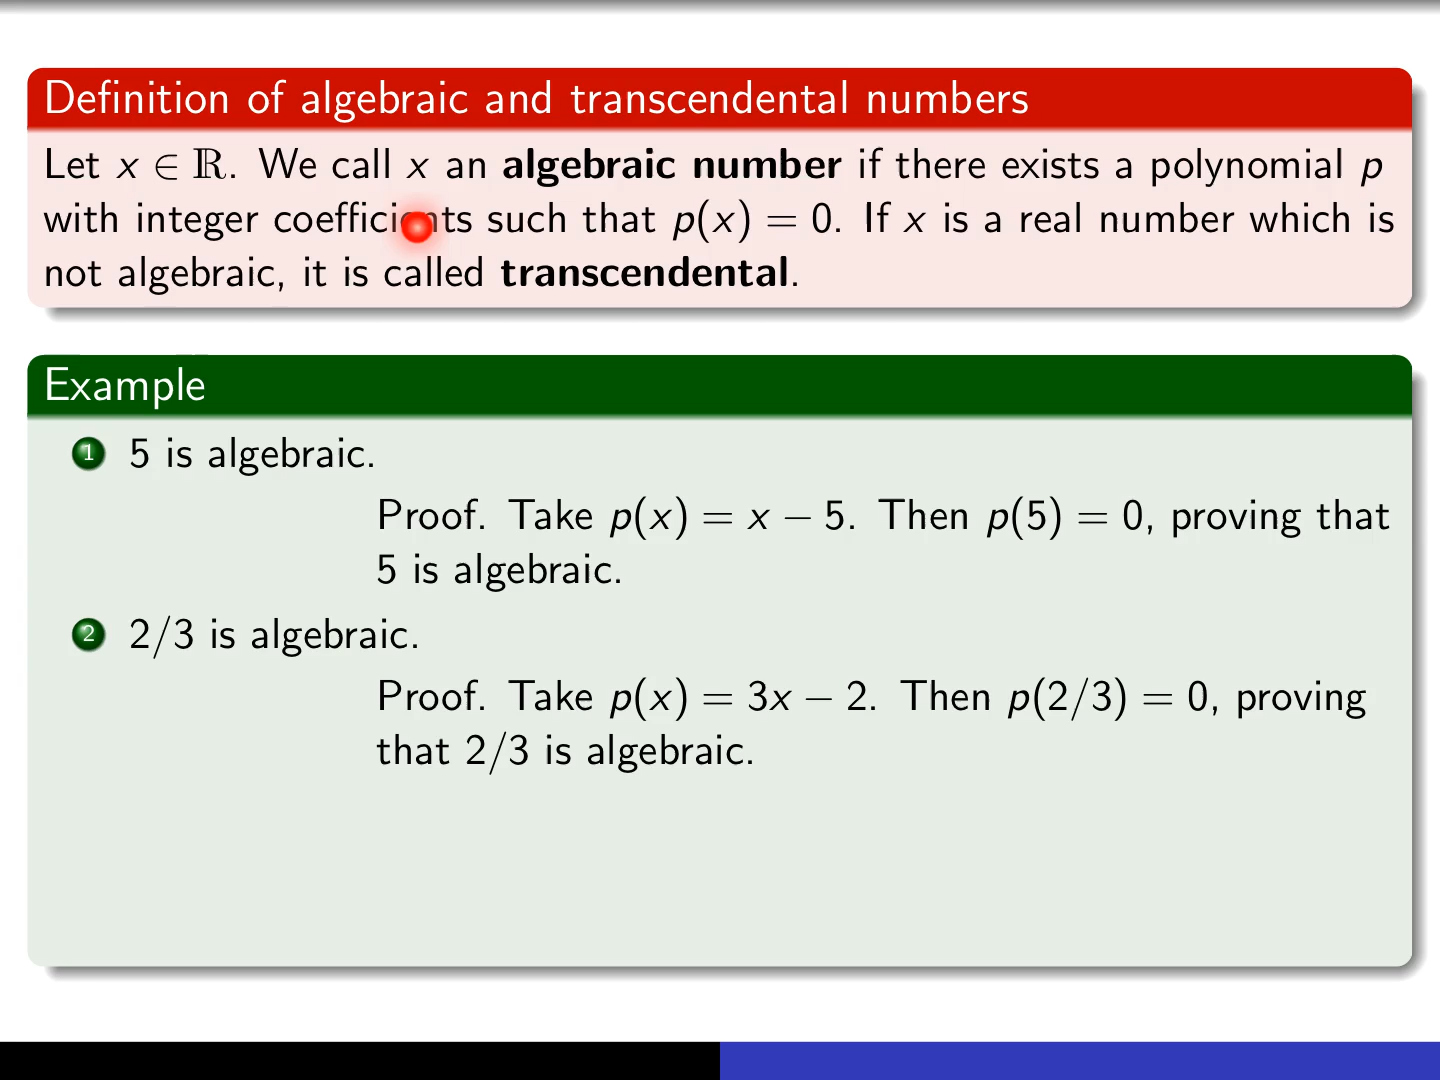 Definition of algebraic and transcendental numbers
Let x ∈ ℝ. We call x an algebraic number if there exists a polynomial p
with integer coefficients such that p(x) = 0. If x is a real number which is
not algebraic, it is called transcendental.
Example
1 5 is algebraic.
Proof. Take p(x) = x − 5. Then p(5) = 0, proving that
5 is algebraic.
2 2/3 is algebraic.
Proof. Take p(x) = 3x − 2. Then p(2/3) = 0, proving
that 2/3 is algebraic.